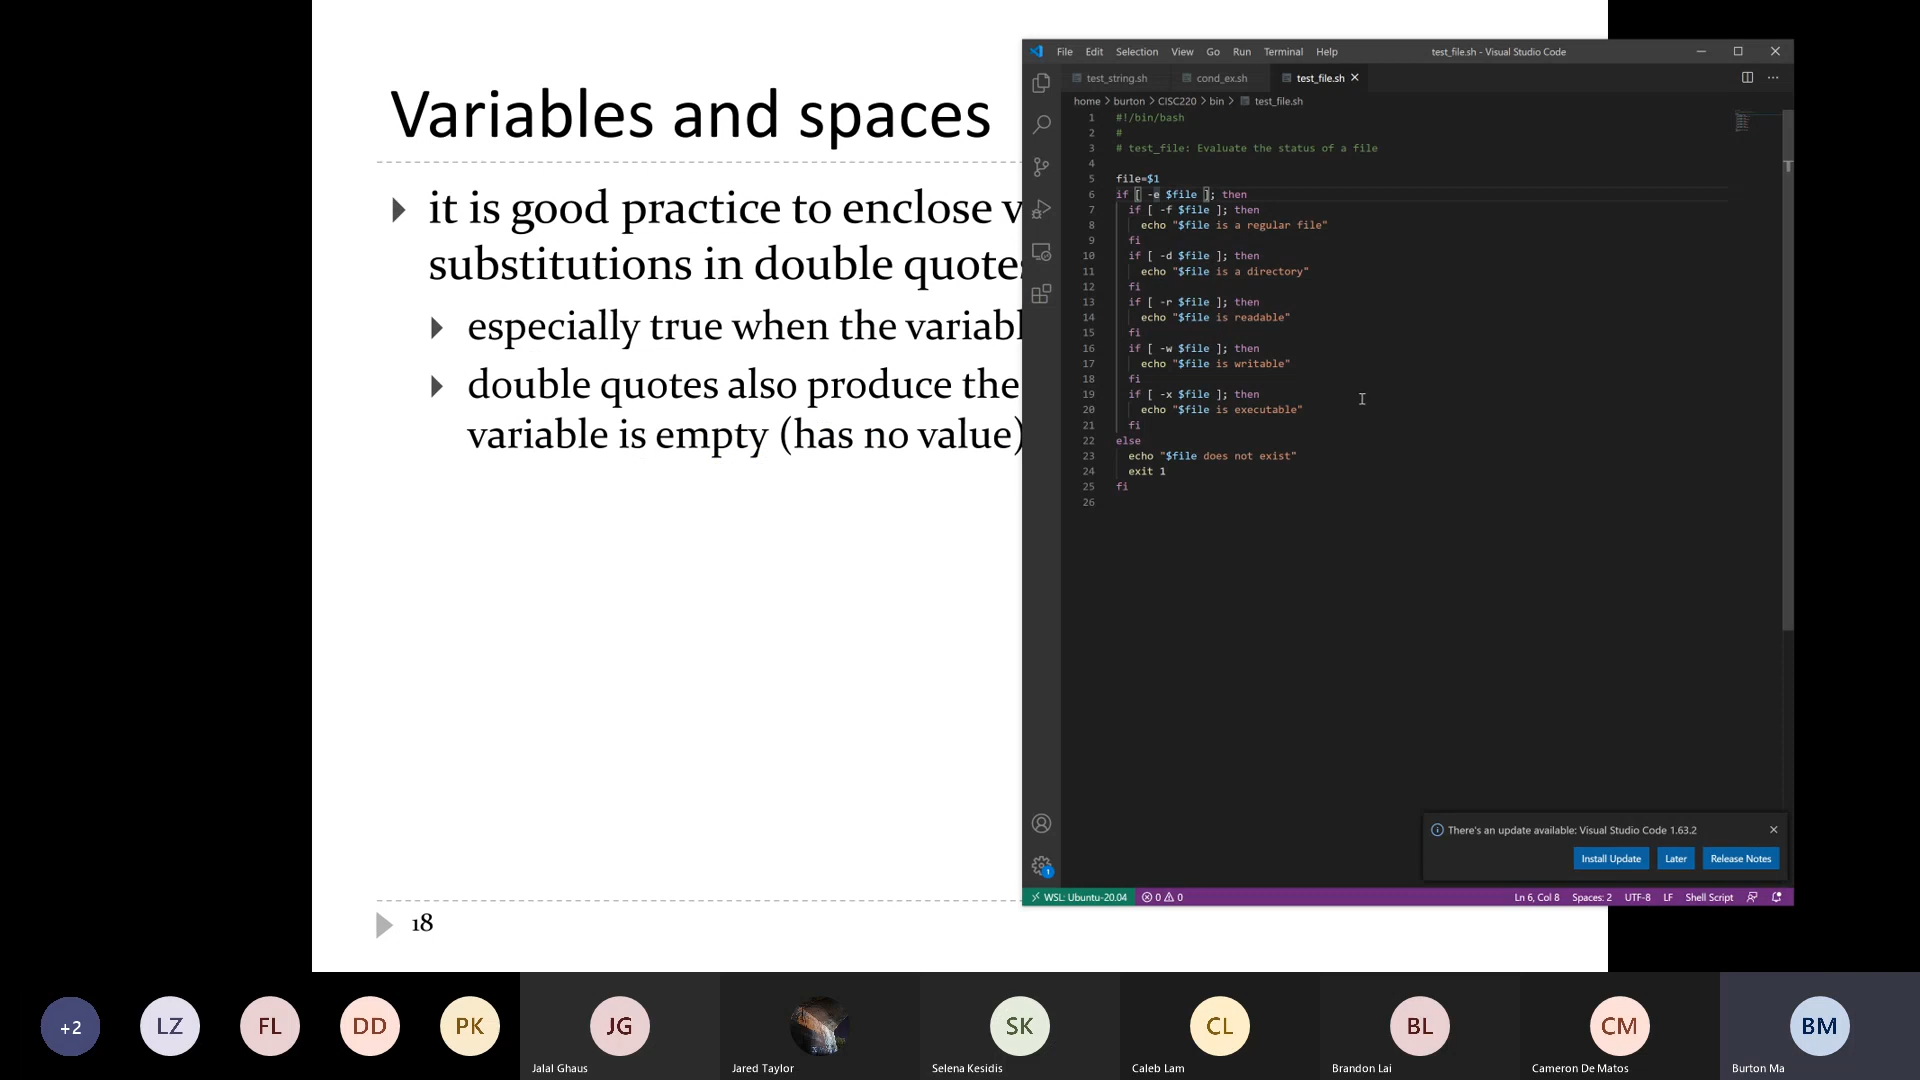 Variables and spaces
it is good practice to enclose v
substitutions in double quotes
especially true when the variabl
double quotes also produce the
variable is empty (has no value)
18
File Edit Selection View Go Run Terminal Help
test_file.sh - Visual Studio Code
test_string.sh cond_ex.sh test_file.sh
home > burton > CISC220 > bin > test_file.sh
1 #!/bin/bash
2 #
3 # test_file: Evaluate the status of a file
4
5 file=$1
6 if [ -e $file ]; then
7 if [ -f $file ]; then
8 echo "$file is a regular file"
9 fi
10 if [ -d $file ]; then
11 echo "$file is a directory"
12 fi
13 if [ -r $file ]; then
14 echo "$file is readable"
15 fi
16 if [ -w $file ]; then
17 echo "$file is writable"
18 fi
19 if [ -x $file ]; then
20 echo "$file is executable"
21 fi
22 else
23 echo "$file does not exist"
24 exit 1
25 fi
26
There's an update available: Visual Studio Code 1.63.2
Install Update Later Release Notes
1
WSL: Ubuntu-20.04 0 0 Ln 6, Col 8 Spaces: 2 UTF-8 LF Shell Script
+2 LZ FL DD PK JG SK CL BL CM BM
Jalal Ghaus Jared Taylor Selena Kesidis Caleb Lam Brandon Lai Cameron De Matos Burton Ma